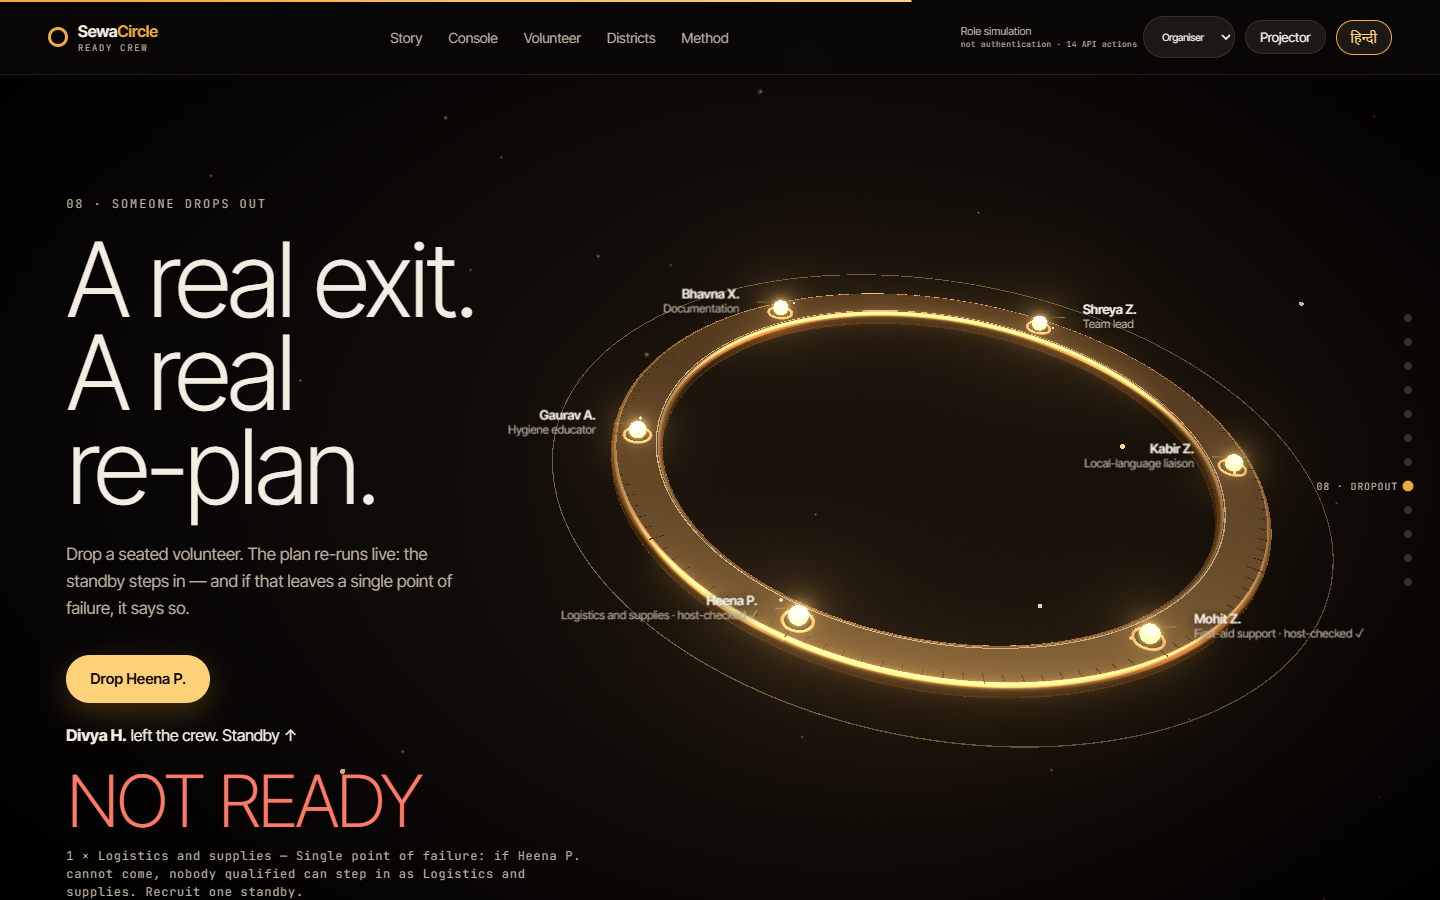 SewaCircle
READY CREW
Story
Console
Volunteer
Districts
Method
Role simulation
not authentication · 14 API actions
Organiser
Projector
हिन्दी
08 · SOMEONE DROPS OUT
A real exit.
A real
re-plan.
Drop a seated volunteer. The plan re-runs live: the
standby steps in — and if that leaves a single point of
failure, it says so.
Drop Heena P.
Divya H. left the crew. Standby ↑
NOT READY
1 × Logistics and supplies — Single point of failure: if Heena P.
cannot come, nobody qualified can step in as Logistics and
supplies. Recruit one standby.
Bhavna X.
Documentation
Shreya Z.
Team lead
Gaurav A.
Hygiene educator
Kabir Z.
Local-language liaison
Heena P.
Logistics and supplies · host-checked ✓
Mohit Z.
First-aid support · host-checked ✓
08 · DROPOUT